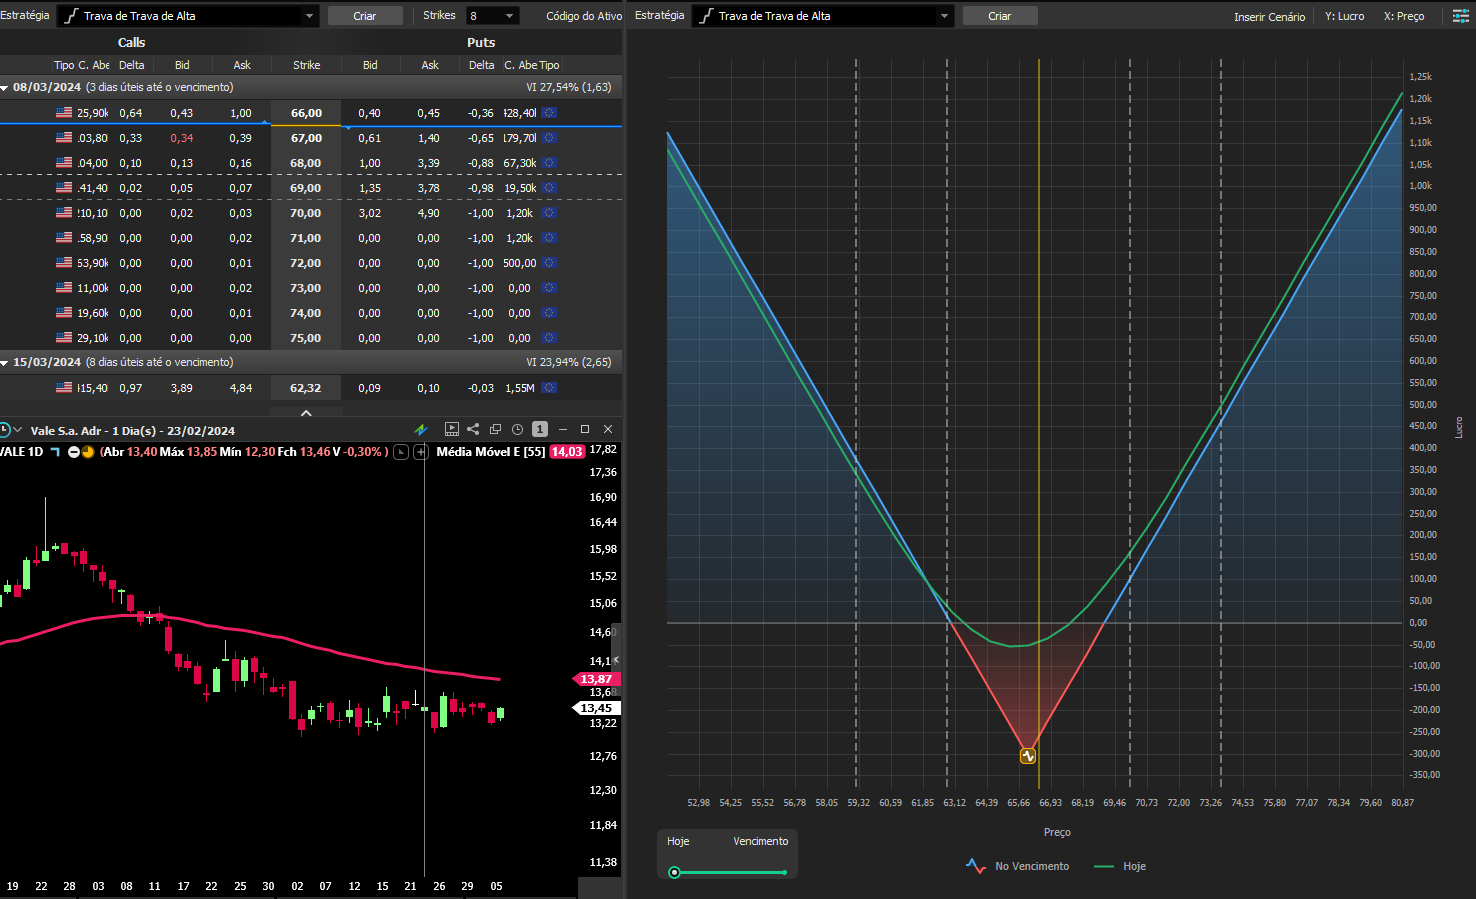 Estratégia Trava de Trava de Alta Criar Strikes 8 Código do Ativo
Calls Puts
Tipo C. Abe Delta Bid Ask Strike Bid Ask Delta C. Abe Tipo
08/03/2024 (3 dias úteis até o vencimento) VI 27,54% (1,63)
25,90k 0,64 0,43 1,00 66,00 0,40 0,45 -0,36 428,40k
.03,80 0,33 0,34 0,39 67,00 0,61 1,40 -0,65 179,70k
.04,00 0,10 0,13 0,16 68,00 1,00 3,39 -0,88 67,30k
.41,40 0,02 0,05 0,07 69,00 1,35 3,78 -0,98 19,50k
210,10 0,00 0,02 0,03 70,00 3,02 4,90 -1,00 1,20k
.58,90 0,00 0,00 0,02 71,00 0,00 0,00 -1,00 1,20k
53,90k 0,00 0,00 0,01 72,00 0,00 0,00 -1,00 500,00
11,00k 0,00 0,00 0,02 73,00 0,00 0,00 -1,00 0,00
19,60k 0,00 0,00 0,01 74,00 0,00 0,00 -1,00 0,00
29,10k 0,00 0,00 0,00 75,00 0,00 0,00 -1,00 0,00
15/03/2024 (8 dias úteis até o vencimento) VI 23,94% (2,65)
415,40 0,97 3,89 4,84 62,32 0,09 0,10 -0,03 1,55M
Vale S.a. Adr - 1 Dia(s) - 23/02/2024 1
VALE 1D (Abr 13,40 Máx 13,85 Mín 12,30 Fch 13,46 V -0,30% ) Média Móvel E [55] 14,03
17,82
17,36
16,90
16,44
15,98
15,52
15,06
14,60
14,1
13,87
13,68
13,45
13,22
12,76
12,30
11,84
11,38
19 22 28 03 08 11 17 22 25 30 02 07 12 15 21 26 29 05
Estratégia Trava de Trava de Alta Criar Inserir Cenário Y: Lucro X: Preço
1,25k
1,20k
1,15k
1,10k
1,05k
1,00k
950,00
900,00
850,00
800,00
750,00
700,00
650,00
600,00
550,00
500,00
450,00
400,00
350,00
300,00
250,00
200,00
150,00
100,00
50,00
0,00
-50,00
-100,00
-150,00
-200,00
-250,00
-300,00
-350,00
Lucro
52,98 54,25 55,52 56,78 58,05 59,32 60,59 61,85 63,12 64,39 65,66 66,93 68,19 69,46 70,73 72,00 73,26 74,53 75,80 77,07 78,34 79,60 80,87
Preço
Hoje Vencimento
No Vencimento Hoje